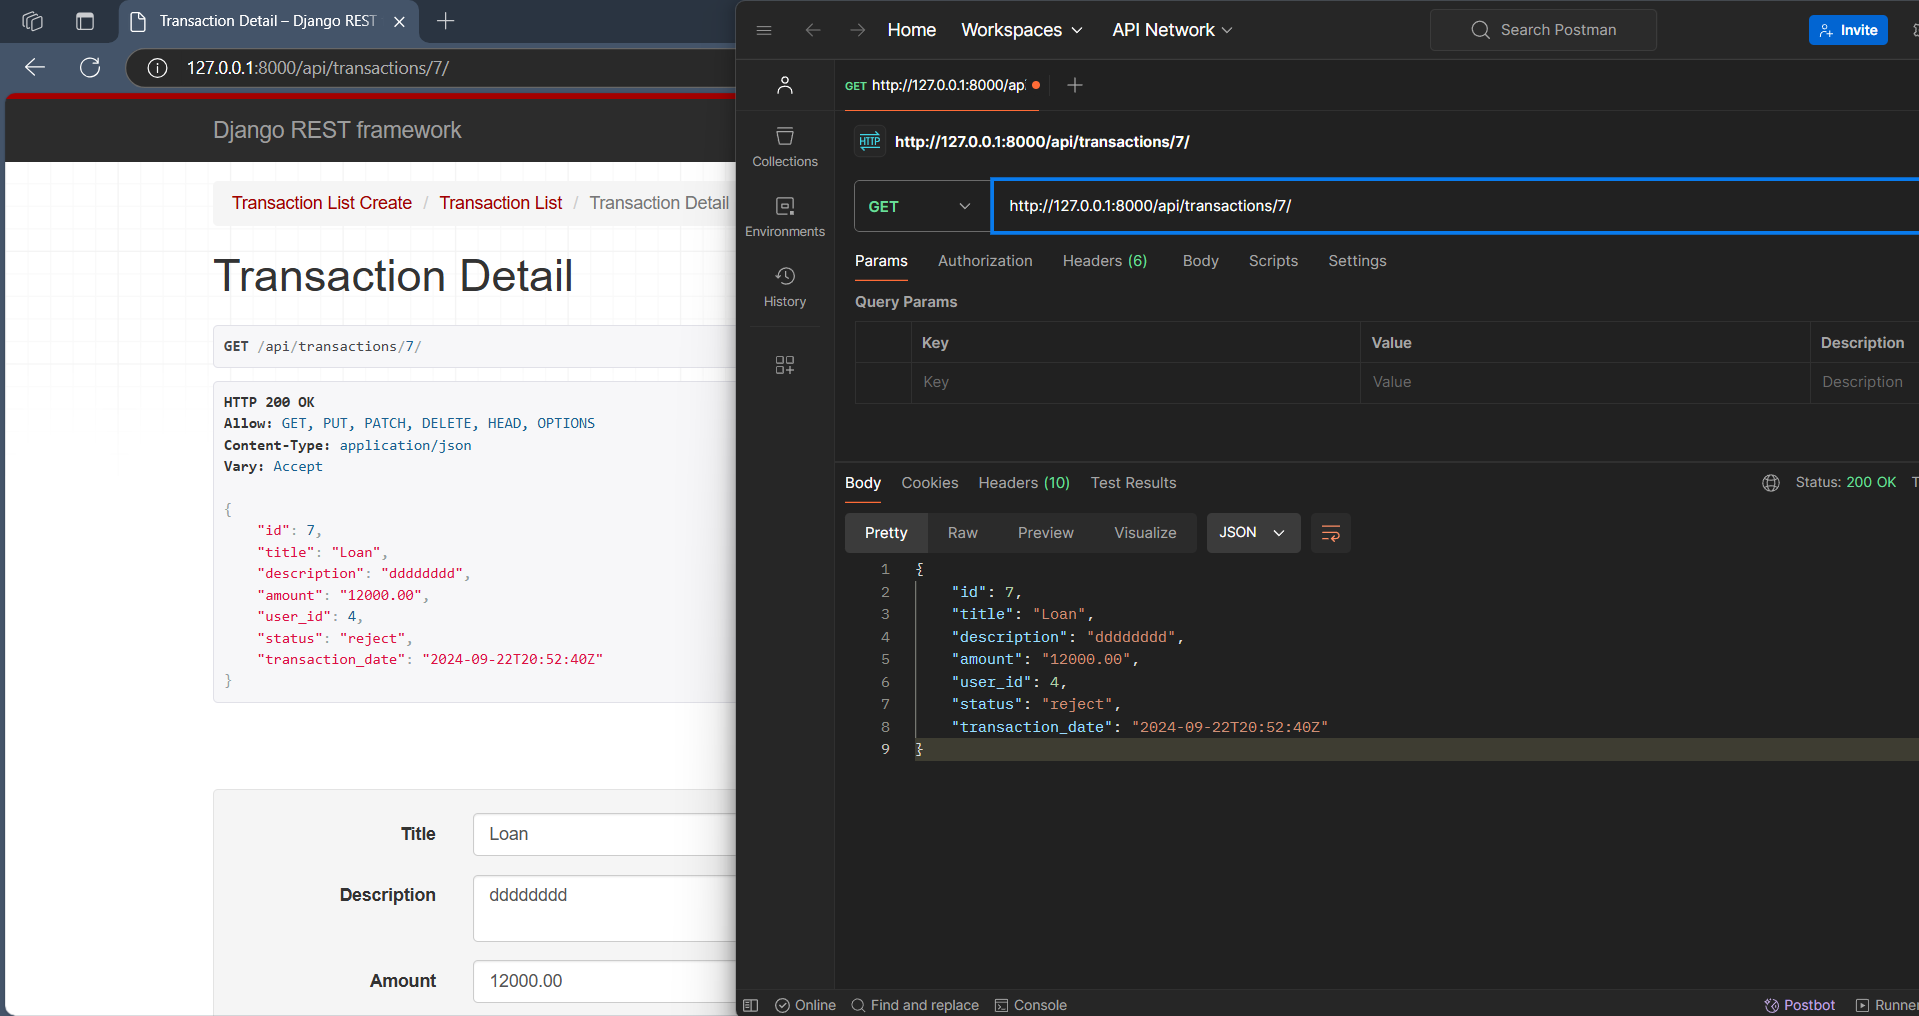 Transaction Detail – Django REST
127.0.0.1:8000/api/transactions/7/
Django REST framework
Transaction List Create / Transaction List / Transaction Detail
Transaction Detail
GET /api/transactions/7/
HTTP 200 OK
Allow: GET, PUT, PATCH, DELETE, HEAD, OPTIONS
Content-Type: application/json
Vary: Accept
{
"id": 7,
"title": "Loan",
"description": "dddddddd",
"amount": "12000.00",
"user_id": 4,
"status": "reject",
"transaction_date": "2024-09-22T20:52:40Z"
}
Title Loan
Description dddddddd
Amount 12000.00
Home Workspaces API Network Search Postman Invite
GET http://127.0.0.1:8000/ap
Collections
Environments
History
HTTP http://127.0.0.1:8000/api/transactions/7/
GET http://127.0.0.1:8000/api/transactions/7/
Params Authorization Headers (6) Body Scripts Settings
Query Params
Key Value Description
Key Value Description
Body Cookies Headers (10) Test Results Status: 200 OK T
Pretty Raw Preview Visualize JSON
1 {
2 "id": 7,
3 "title": "Loan",
4 "description": "dddddddd",
5 "amount": "12000.00",
6 "user_id": 4,
7 "status": "reject",
8 "transaction_date": "2024-09-22T20:52:40Z"
9 }
Online Find and replace Console Postbot Runner